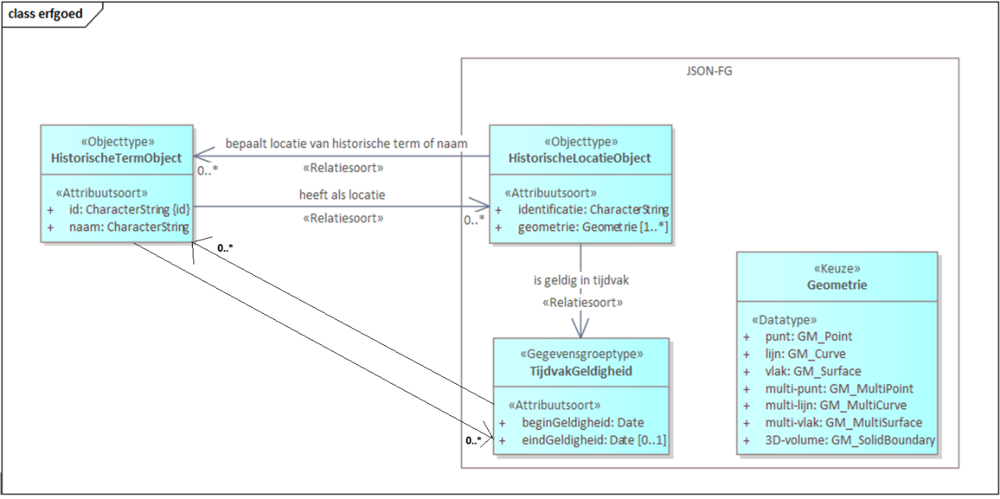 class erfgoed
JSON-FG
«Objecttype»
HistorischeTermObject
«Attribuutsoort»
+ id: CharacterString {id}
+ naam: CharacterString
bepaalt locatie van historische term of naam
0..*
«Relatiesoort»
heeft als locatie
«Relatiesoort»
0..*
«Objecttype»
HistorischeLocatieObject
«Attribuutsoort»
+ identificatie: CharacterString
+ geometrie: Geometrie [1..*]
0..*
is geldig in tijdvak
«Relatiesoort»
«Gegevensgroeptype»
TijdvakGeldigheid
«Attribuutsoort»
+ beginGeldigheid: Date
+ eindGeldigheid: Date [0..1]
0..*
«Keuze»
Geometrie
«Datatype»
+ punt: GM_Point
+ lijn: GM_Curve
+ vlak: GM_Surface
+ multi-punt: GM_MultiPoint
+ multi-lijn: GM_MultiCurve
+ multi-vlak: GM_MultiSurface
+ 3D-volume: GM_SolidBoundary